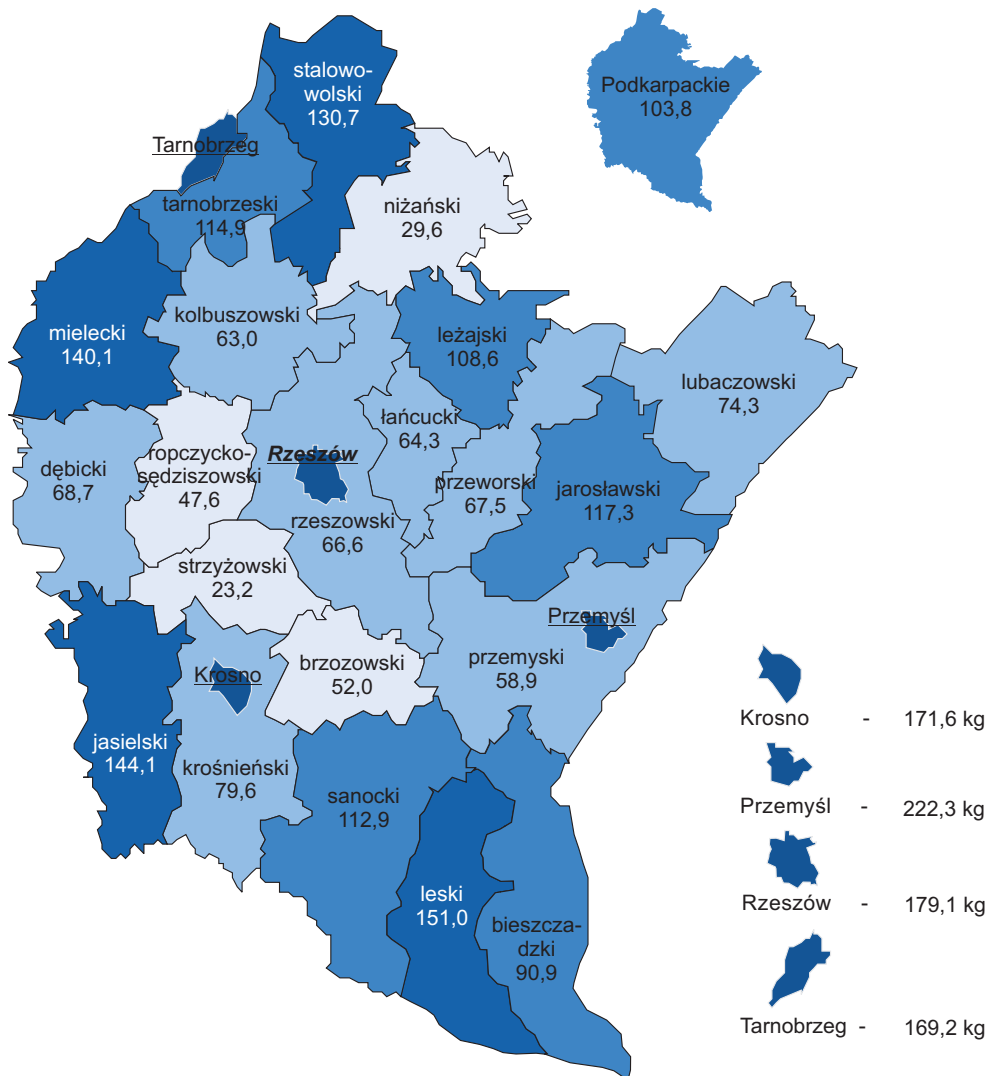 stalowo-
wolski
130,7
Podkarpackie
103,8
Tarnobrzeg
tarnobrzeski
114,9
niżański
29,6
mielecki
140,1
kolbuszowski
63,0
leżajski
108,6
lubaczowski
74,3
łańcucki
64,3
dębicki
68,7
ropczycko-
sędziszowski
47,6
Rzeszów
rzeszowski
66,6
przeworski
67,5
jarosławski
117,3
strzyżowski
23,2
Przemyśl
przemyski
58,9
brzozowski
52,0
Krosno
jasielski
144,1
krośnieński
79,6
sanocki
112,9
leski
151,0
bieszcza-
dzki
90,9
Krosno - 171,6 kg
Przemyśl - 222,3 kg
Rzeszów - 179,1 kg
Tarnobrzeg - 169,2 kg